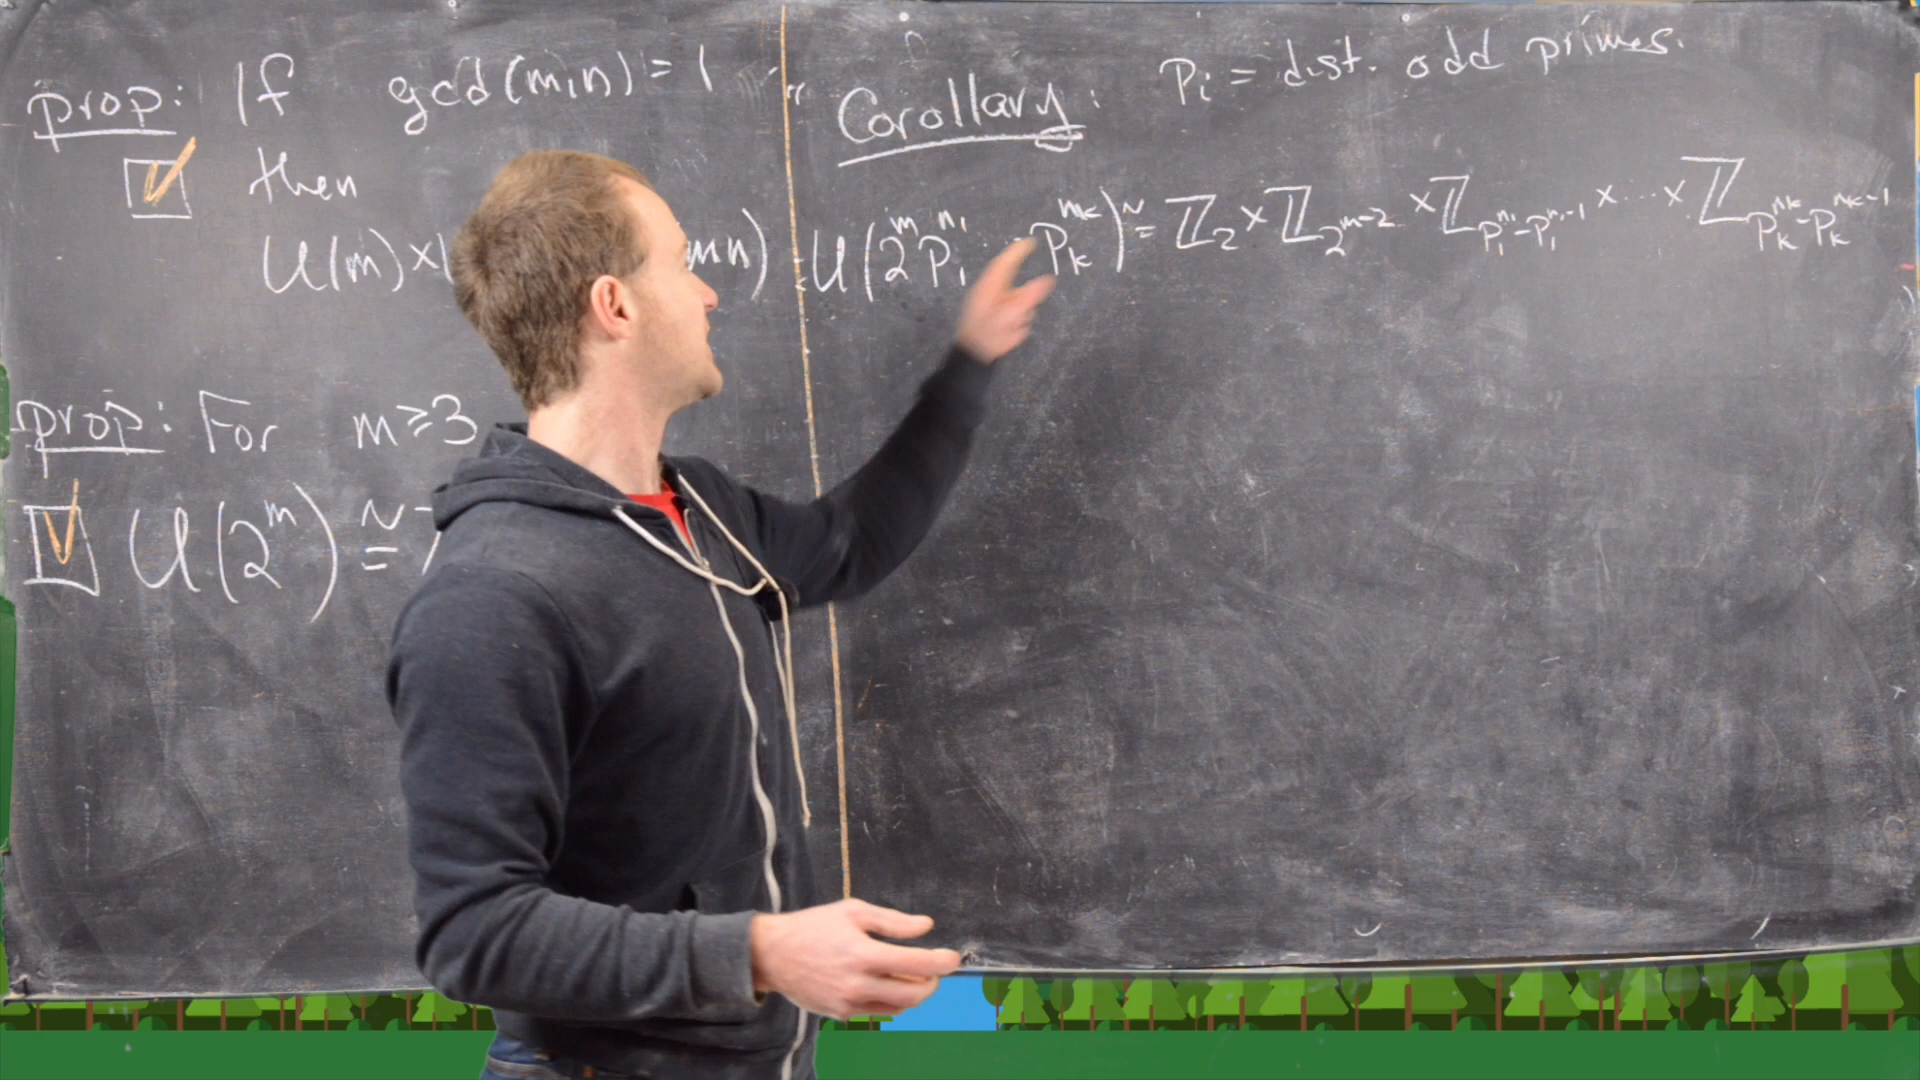 prop: If gcd(m,n)=1
then
U(m)×
mn)
prop: For m≥3
U(2^m) ≅
Corollary: P_i = dist. odd primes.
U(2^m P_1^{n_1} P_k^{n_k}) ≅ ℤ_2 × ℤ_{2^{m-2}} × ℤ_{P_1^{n_1}-P_1^{n_1-1}} × ... × ℤ_{P_k^{n_k}-P_k^{n_k-1}}